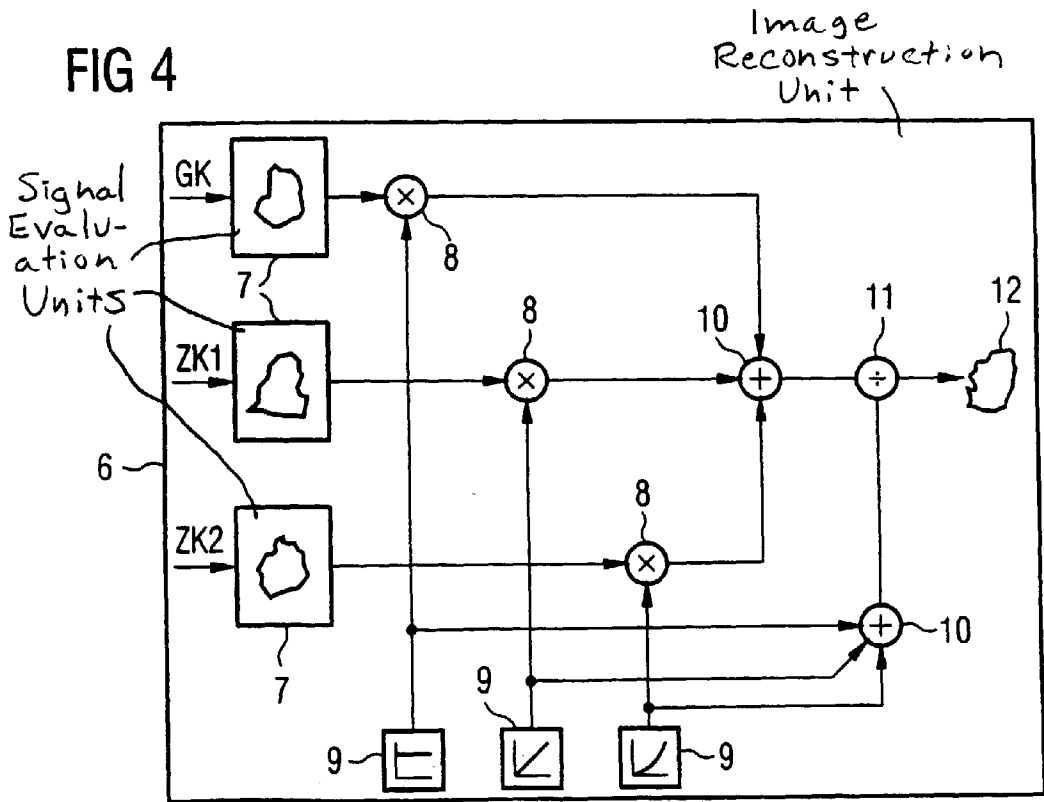 FIG 4
Image
Reconstruction
Unit
Signal
Evalu-
ation
Units
GK
8
7
ZK1
8
10
11
12
6
ZK2
8
7
10
9
9
9